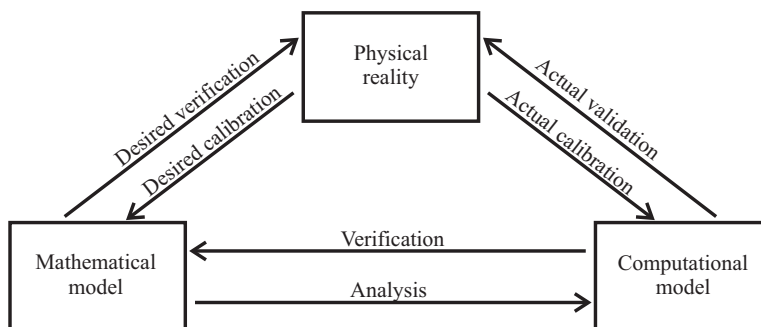 Physical
reality
Desired verification
Desired calibration
Actual validation
Actual calibration
Verification
Analysis
Mathematical
model
Computational
model